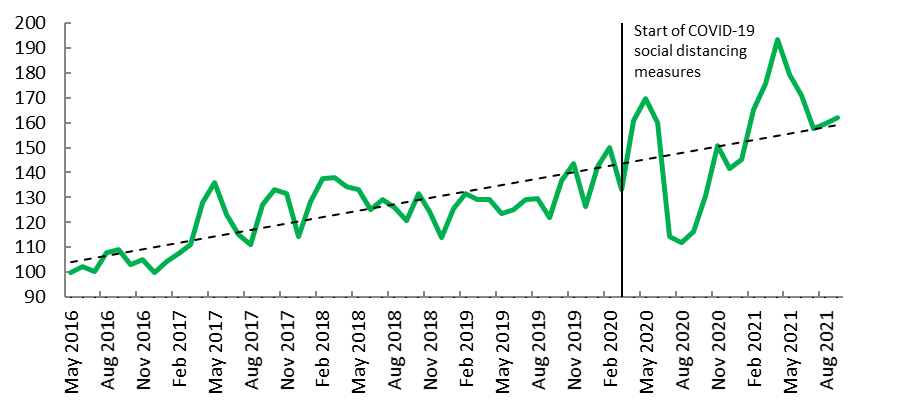 200
190
180
170
160
150
140
130
120
110
100
90
Start of COVID-19
social distancing
measures
May 2016
Aug 2016
Nov 2016
Feb 2017
May 2017
Aug 2017
Nov 2017
Feb 2018
May 2018
Aug 2018
Nov 2018
Feb 2019
May 2019
Aug 2019
Nov 2019
Feb 2020
May 2020
Aug 2020
Nov 2020
Feb 2021
May 2021
Aug 2021